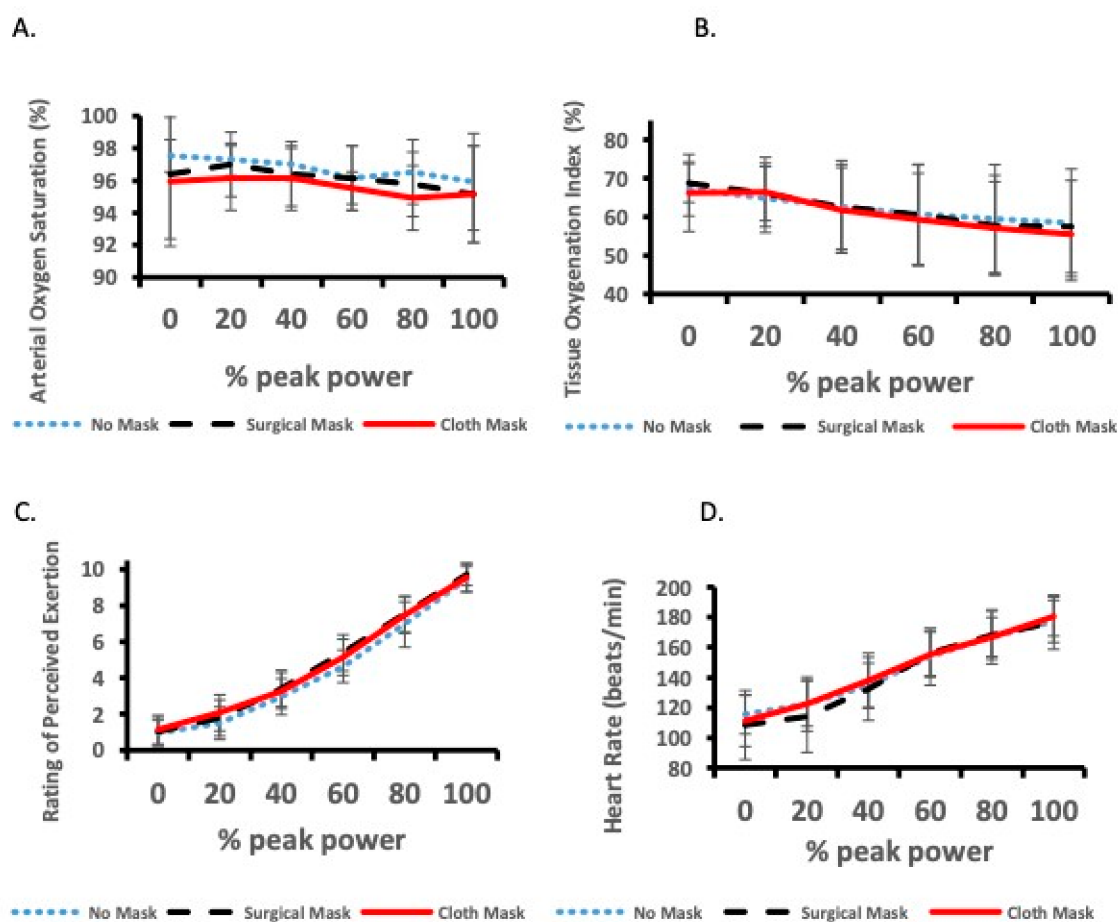 A.
Arterial Oxygen Saturation (%)
100
98
96
94
92
90
0 20 40 60 80 100
% peak power
No Mask Surgical Mask Cloth Mask
B.
Tissue Oxygenation Index (%)
80
70
60
50
40
0 20 40 60 80 100
% peak power
No Mask Surgical Mask Cloth Mask
C.
Rating of Perceived Exertion
10
8
6
4
2
0
0 20 40 60 80 100
% peak power
No Mask Surgical Mask Cloth Mask
D.
Heart Rate (beats/min)
200
180
160
140
120
100
80
0 20 40 60 80 100
% peak power
No Mask Surgical Mask Cloth Mask